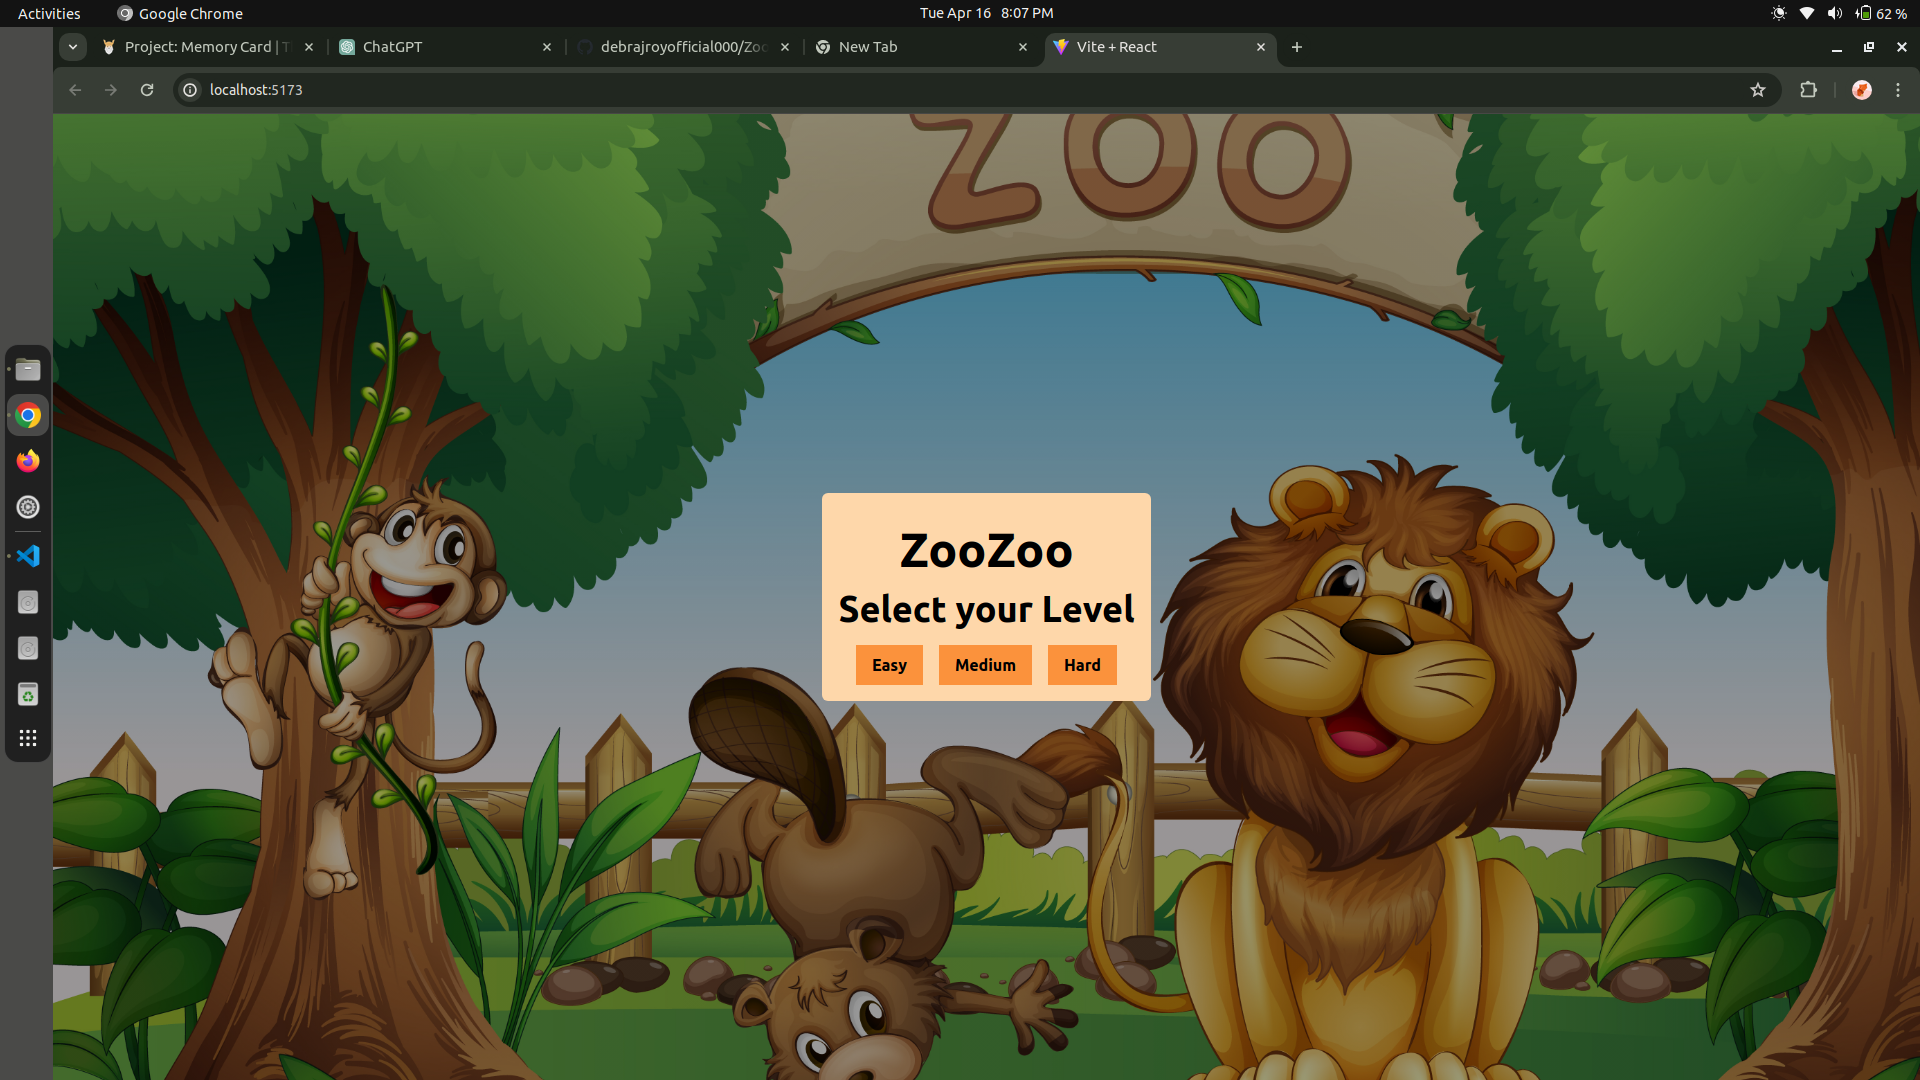 Activities
Google Chrome
Tue Apr 16 8:07 PM
62 %
Project: Memory Card | T
ChatGPT
debrajroyofficial000/Zoo
New Tab
Vite + React
localhost:5173
ZOO
ZooZoo
Select your Level
Easy
Medium
Hard